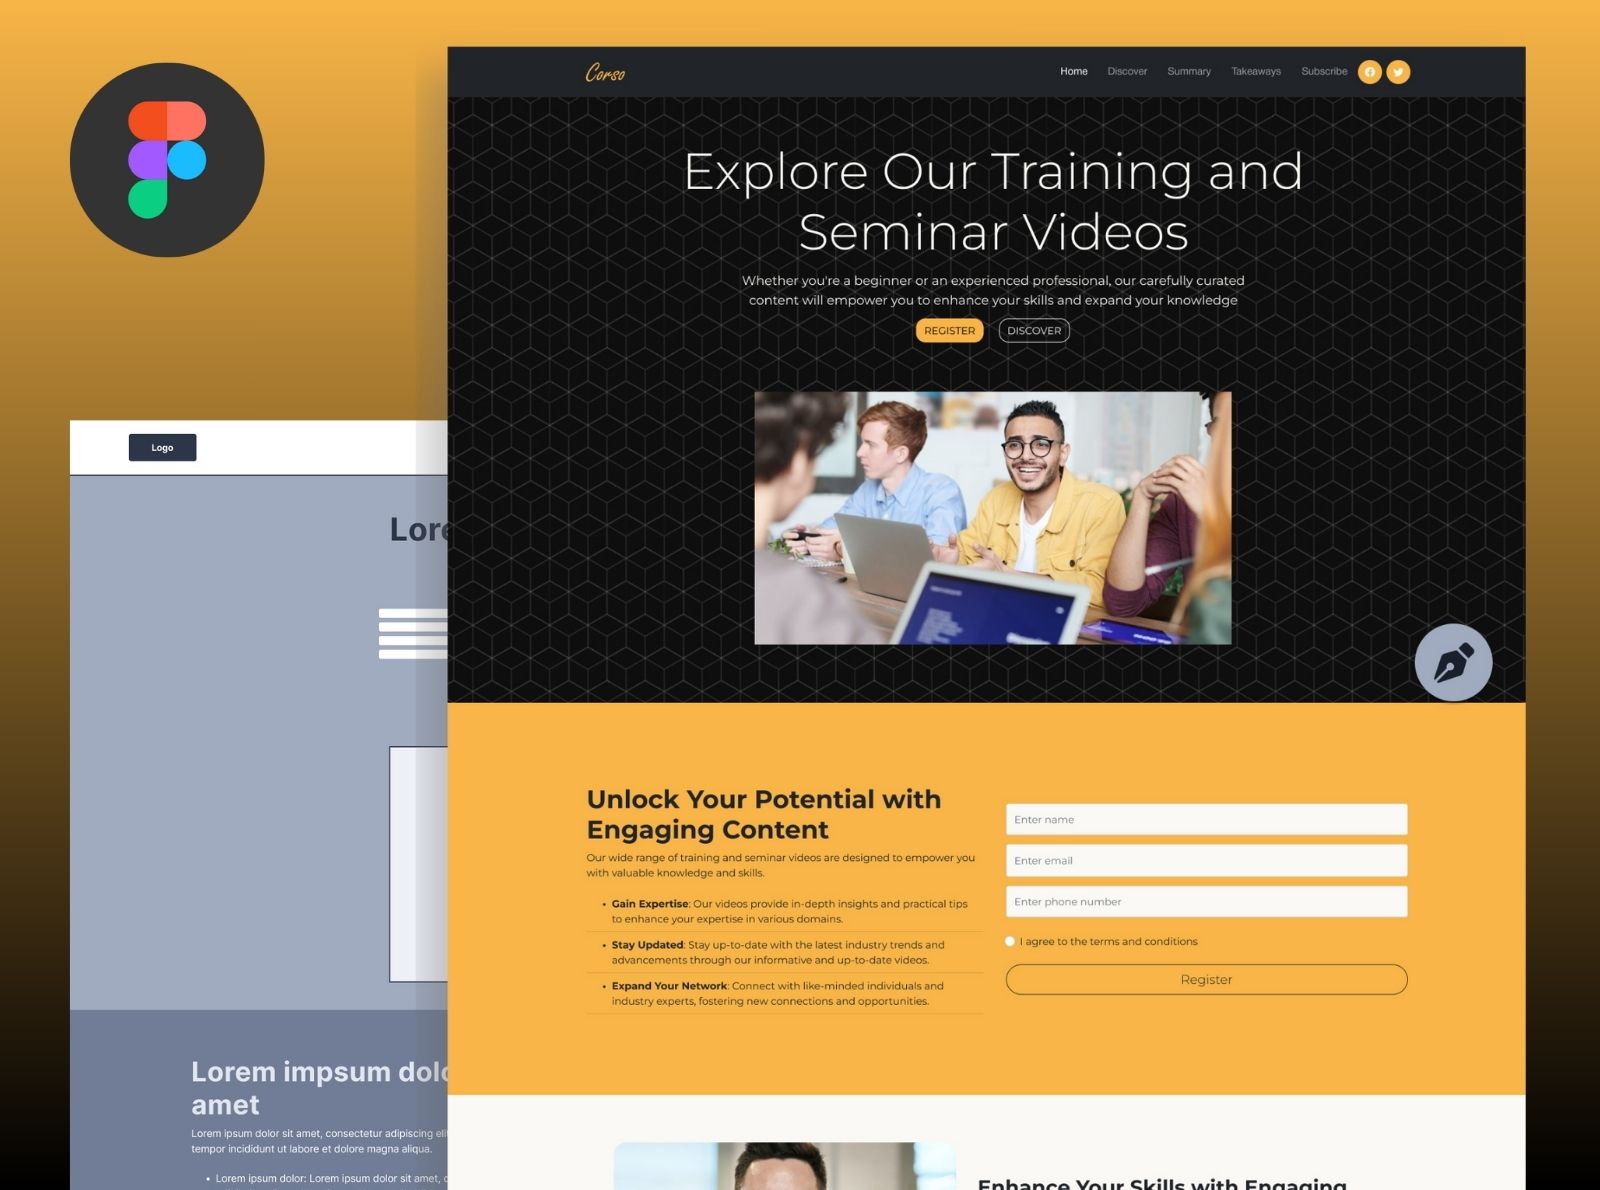 Corso
Home Discover Summary Takeaways Subscribe
Explore Our Training and
Seminar Videos
Whether you're a beginner or an experienced professional, our carefully curated
content will empower you to enhance your skills and expand your knowledge
REGISTER DISCOVER
Unlock Your Potential with
Engaging Content
Our wide range of training and seminar videos are designed to empower you
with valuable knowledge and skills.
• Gain Expertise: Our videos provide in-depth insights and practical tips
to enhance your expertise in various domains.
• Stay Updated: Stay up-to-date with the latest industry trends and
advancements through our informative and up-to-date videos.
• Expand Your Network: Connect with like-minded individuals and
industry experts, fostering new connections and opportunities.
Enter name
Enter email
Enter phone number
I agree to the terms and conditions
Register
Enhance Your Skills with Engaging
Logo
Lore
Lorem impsum dolo
amet
Lorem ipsum dolor sit amet, consectetur adipiscing eli
tempor incididunt ut labore et dolore magna aliqua.
• Lorem ipsum dolor: Lorem ipsum dolor sit amet,